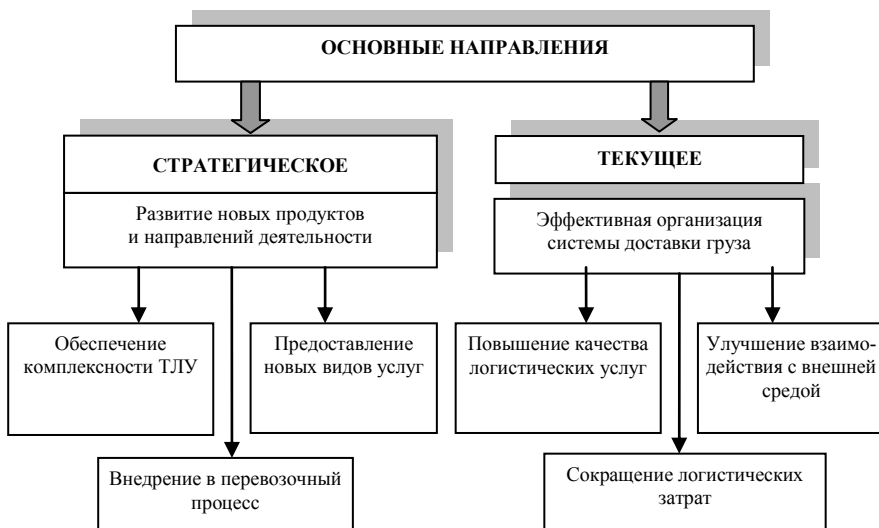 ОСНОВНЫЕ НАПРАВЛЕНИЯ
СТРАТЕГИЧЕСКОЕ
Развитие новых продуктов
и направлений деятельности
ТЕКУЩЕЕ
Эффективная организация
системы доставки груза
Обеспечение
комплексности ТЛУ
Предоставление
новых видов услуг
Повышение качества
логистических услуг
Улучшение взаимо-
действия с внешней
средой
Внедрение в перевозочный
процесс
Сокращение логистических
затрат